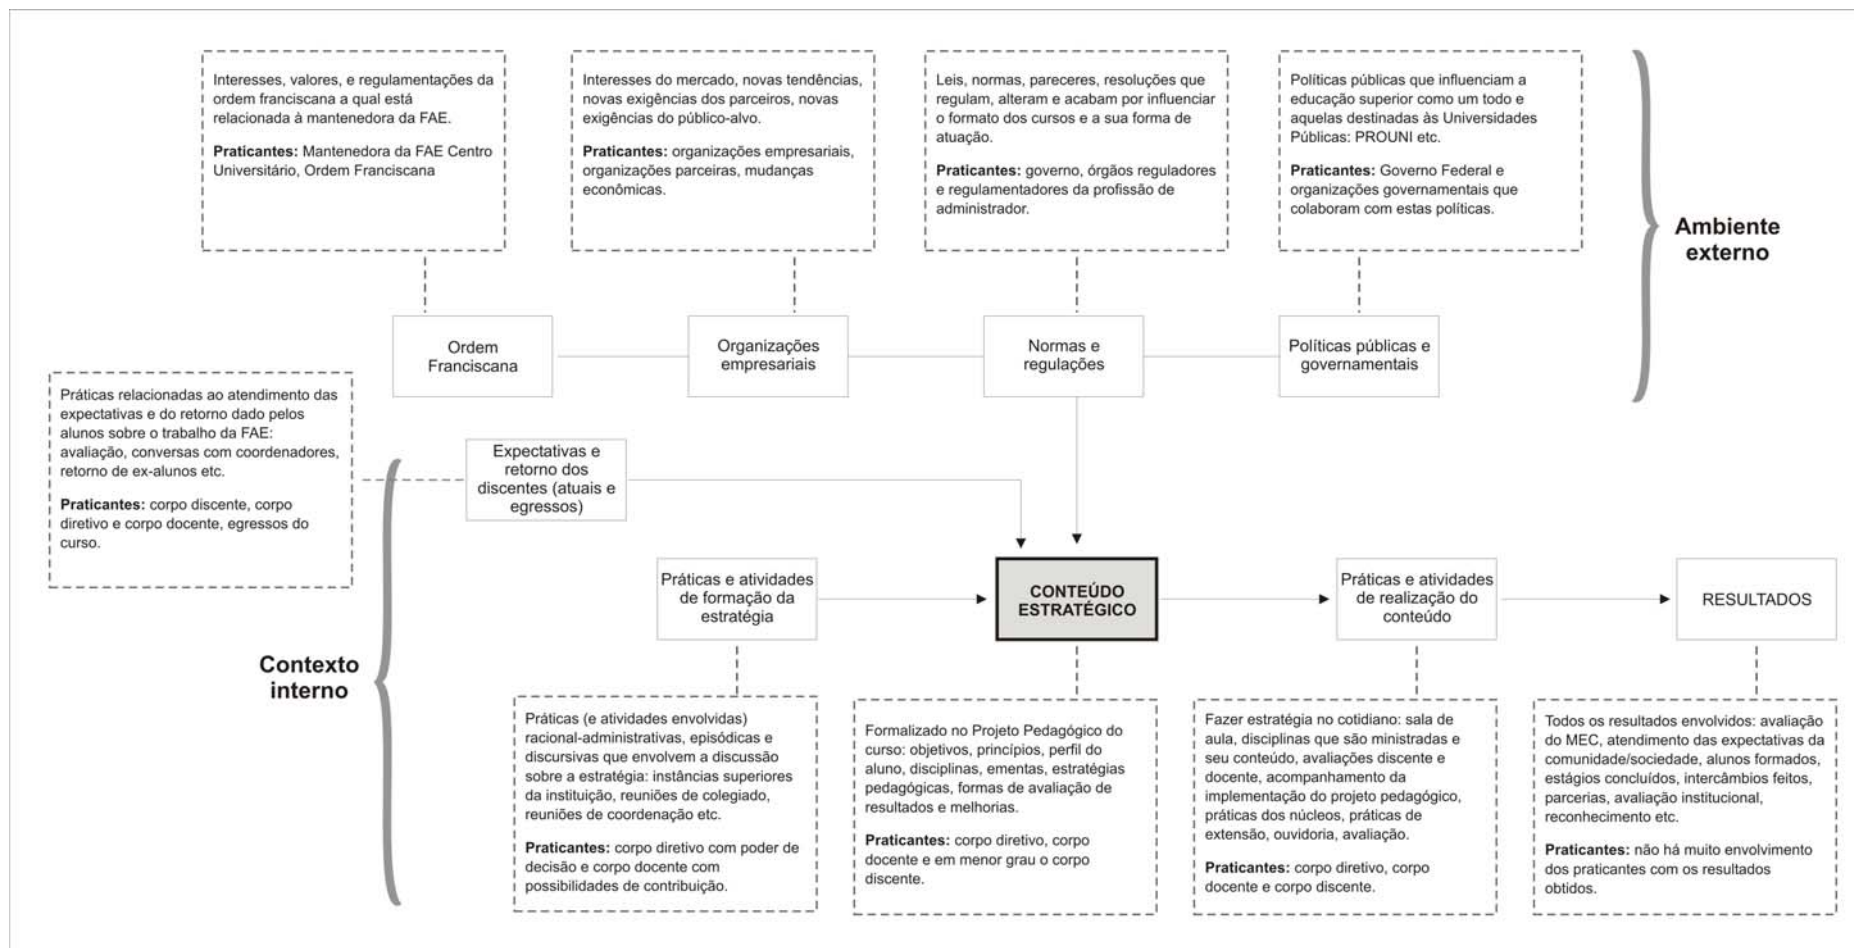 Interesses, valores, e regulamentações da
ordem franciscana a qual está
relacionada à mantenedora da FAE.
Praticantes: Mantenedora da FAE Centro
Universitário, Ordem Franciscana
Interesses do mercado, novas tendências,
novas exigências dos parceiros, novas
exigências do público-alvo.
Praticantes: organizações empresariais,
organizações parceiras, mudanças
econômicas.
Leis, normas, pareceres, resoluções que
regulam, alteram e acabam por influenciar
o formato dos cursos e a sua forma de
atuação.
Praticantes: governo, órgãos reguladores
e regulamentadores da profissão de
administrador.
Políticas públicas que influenciam a
educação superior como um todo e
aquelas destinadas às Universidades
Públicas: PROUNI etc.
Praticantes: Governo Federal e
organizações governamentais que
colaboram com estas políticas.
Ambiente
externo
Ordem
Franciscana
Organizações
empresariais
Normas e
regulações
Políticas públicas e
governamentais
Práticas relacionadas ao atendimento das
expectativas e do retorno dado pelos
alunos sobre o trabalho da FAE:
avaliação, conversas com coordenadores,
retorno de ex-alunos etc.
Praticantes: corpo discente, corpo
diretivo e corpo docente, egressos do
curso.
Expectativas e
retorno dos
discentes (atuais e
egressos)
Práticas e atividades
de formação da
estratégia
CONTEÚDO
ESTRATÉGICO
Práticas e atividades
de realização do
conteúdo
RESULTADOS
Contexto
interno
Práticas (e atividades envolvidas)
racional-administrativas, episódicas e
discursivas que envolvem a discussão
sobre a estratégia: instâncias superiores
da instituição, reuniões de colegiado,
reuniões de coordenação etc.
Praticantes: corpo diretivo com poder de
decisão e corpo docente com
possibilidades de contribuição.
Formalizado no Projeto Pedagógico do
curso: objetivos, princípios, perfil do
aluno, disciplinas, ementas, estratégias
pedagógicas, formas de avaliação de
resultados e melhorias.
Praticantes: corpo diretivo, corpo
docente e em menor grau o corpo
discente.
Fazer estratégia no cotidiano: sala de
aula, disciplinas que são ministradas e
seu conteúdo, avaliações discente e
docente, acompanhamento da
implementação do projeto pedagógico,
práticas dos núcleos, práticas de
extensão, ouvidoria, avaliação.
Praticantes: corpo diretivo, corpo
docente e corpo discente.
Todos os resultados envolvidos: avaliação
do MEC, atendimento das expectativas da
comunidade/sociedade, alunos formados,
estágios concluídos, intercâmbios feitos,
parcerias, avaliação institucional,
reconhecimento etc.
Praticantes: não há muito envolvimento
dos praticantes com os resultados
obtidos.